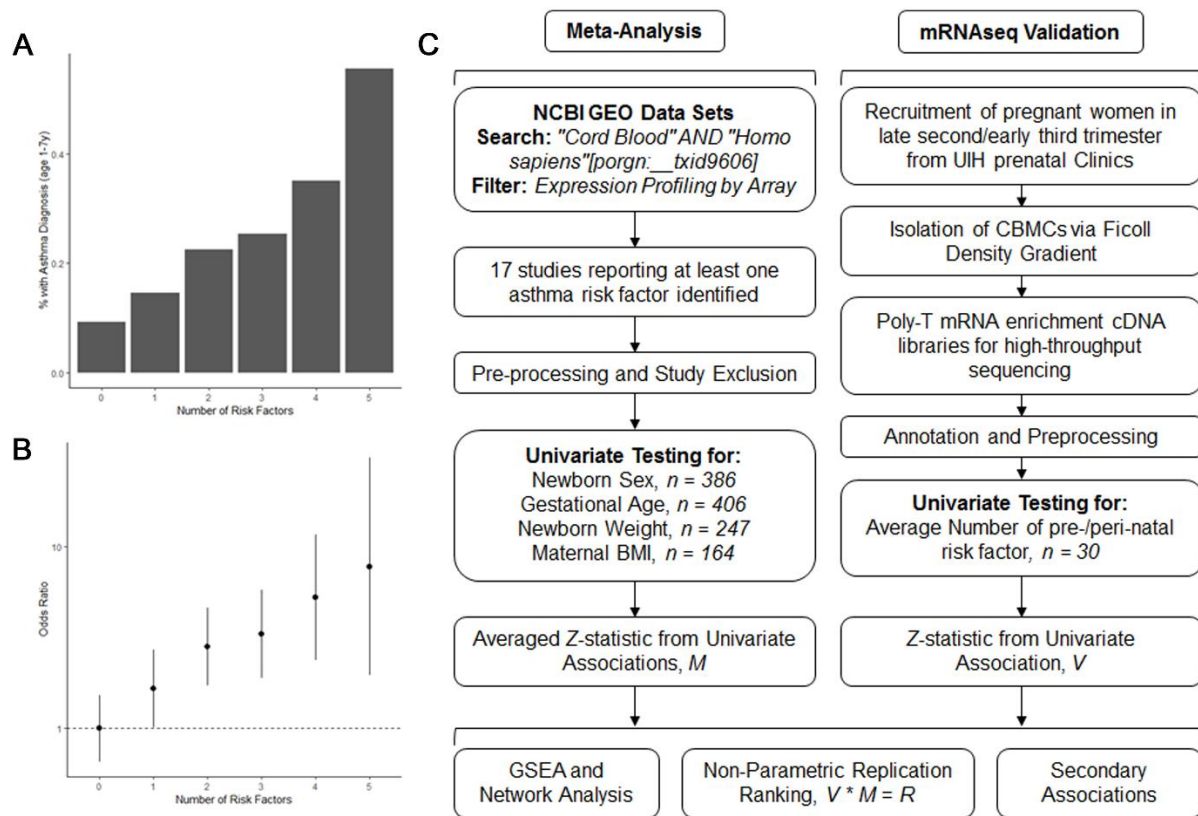 A
% with Asthma Diagnosis (age 1-7y)
0.4
0.2
0.0
0
1
2
3
4
5
Number of Risk Factors
B
Odds Ratio
10
1
0
1
2
3
4
5
Number of Risk Factors
C
Meta-Analysis
NCBI GEO Data Sets
Search: "Cord Blood"AND "Homo
sapiens"[porgn:__txid9606]
Filter: Expression Profiling by Array
17 studies reporting at least one
asthma risk factor identified
Pre-processing and Study Exclusion
Univariate Testing for:
Newborn Sex, n = 386
Gestational Age, n = 406
Newborn Weight, n = 247
Maternal BMI, n = 164
Averaged Z-statistic from Univariate
Associations, M
mRNAseq Validation
Recruitment of pregnant women in
late second/early third trimester
from UIH prenatal Clinics
Isolation of CBMCs via Ficoll
Density Gradient
Poly-T mRNA enrichment cDNA
libraries for high-throughput
sequencing
Annotation and Preprocessing
Univariate Testing for:
Average Number of pre-/peri-natal
risk factor, n = 30
Z-statistic from Univariate
Association, V
GSEA and
Network Analysis
Non-Parametric Replication
Ranking, V * M = R
Secondary
Associations